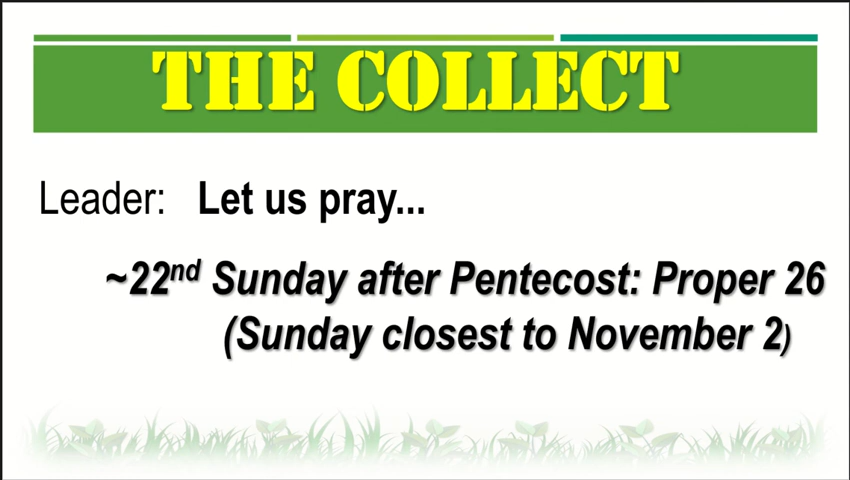 THE COLLECT
Leader: Let us pray...
~22nd Sunday after Pentecost: Proper 26
(Sunday closest to November 2)